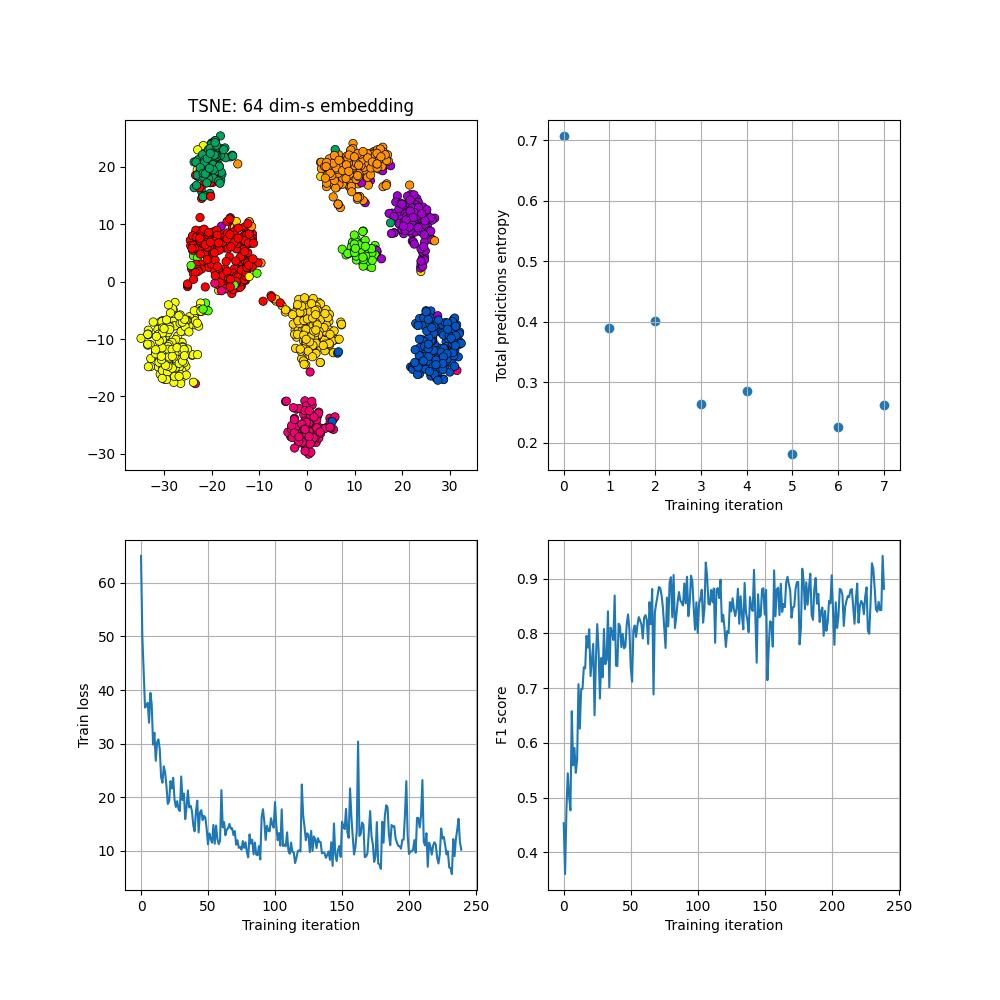 TSNE: 64 dim-s embedding
20
10
0
−10
−20
−30
−30 −20 −10 0 10 20 30
Total predictions entropy
0.7
0.6
0.5
0.4
0.3
0.2
0 1 2 3 4 5 6 7
Training iteration
Train loss
60
50
40
30
20
10
0 50 100 150 200 250
Training iteration
F1 score
0.9
0.8
0.7
0.6
0.5
0.4
0 50 100 150 200 250
Training iteration